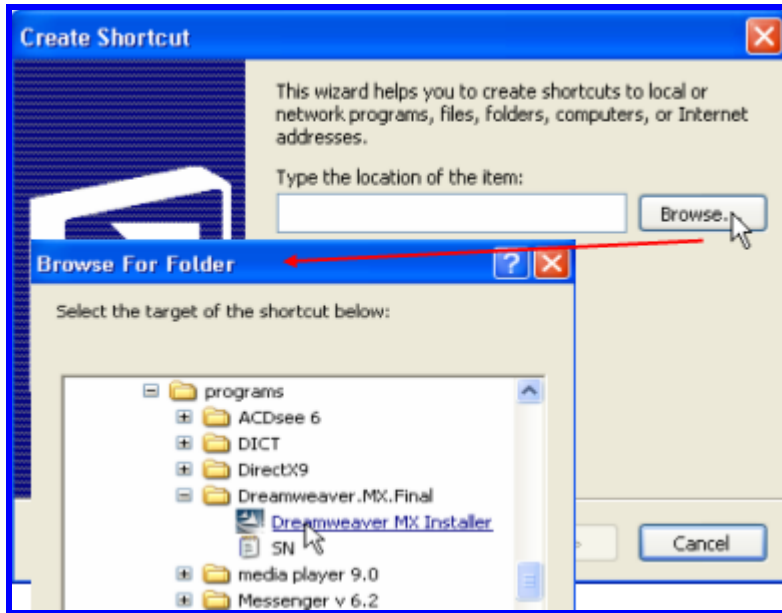 Create Shortcut
This wizard helps you to create shortcuts to local or
network programs, files, folders, computers, or Internet
addresses.
Type the location of the item:
Browse...
Browse For Folder
Select the target of the shortcut below:
programs
ACDsee 6
DICT
DirectX9
Dreamweaver.MX.Final
Dreamweaver MX Installer
SN
Cancel
media player 9.0
Messenger v 6.2